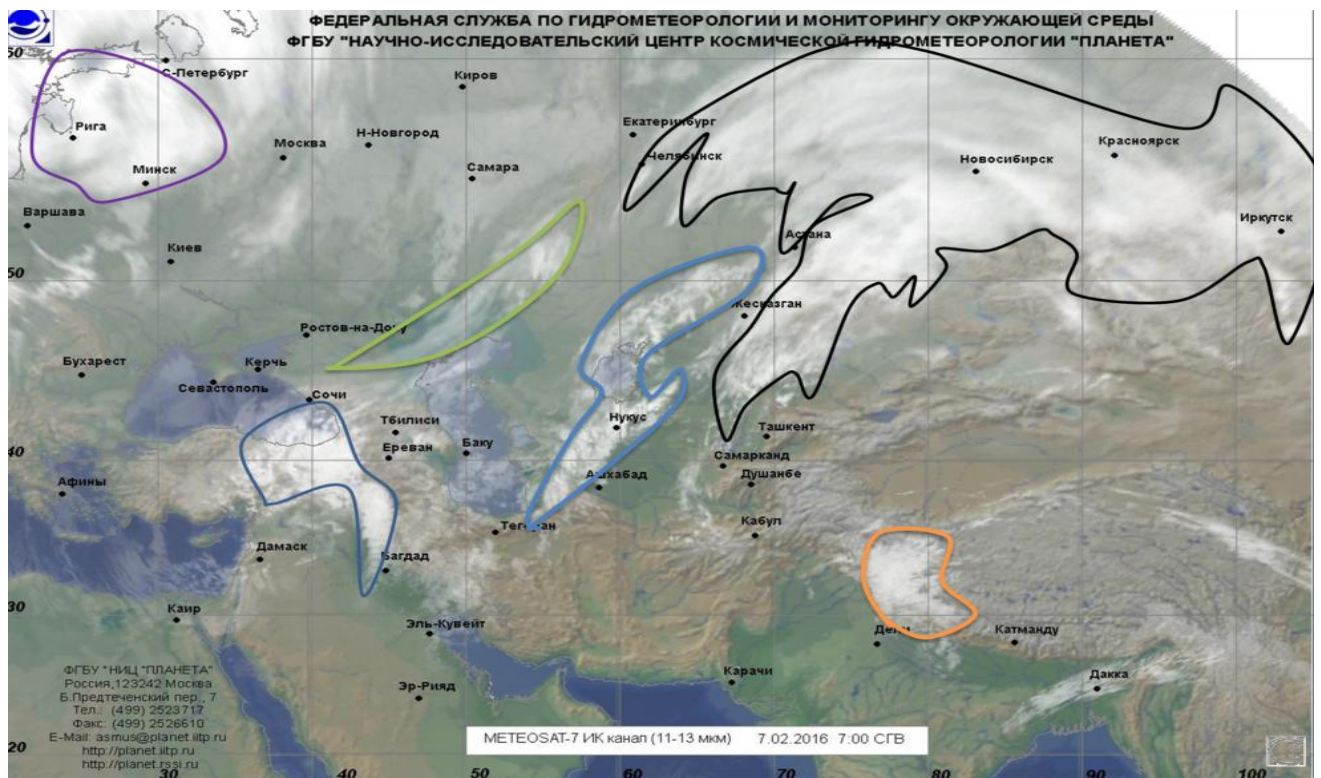 ФЕДЕРАЛЬНАЯ СЛУЖБА ПО ГИДРОМЕТЕОРОЛОГИИ И МОНИТОРИНГУ ОКРУЖАЮЩЕЙ СРЕДЫ
ФГБУ "НАУЧНО-ИССЛЕДОВАТЕЛЬСКИЙ ЦЕНТР КОСМИЧЕСКОЙ ГИДРОМЕТЕОРОЛОГИИ "ПЛАНЕТА"
С-Петербург
Киров
Рига
Москва
Н-Новгород
Екатеринбург
Красноярск
Минск
Самара
Челябинск
Новосибирск
Варшава
Иркутск
Киев
Астана
50
Жесказган
Ростов-на-Дону
Бухарест
Керчь
Севастополь
Сочи
Тбилиси
Нукус
Ташкент
40
Ереван
Баку
Самарканд
Афины
Ашхабад
Душанбе
Дамаск
Багдад
Тегеран
Кабул
30
Каир
Эль-Кувейт
Дели
Катманду
Эр-Рияд
Карачи
Дакка
ФГБУ "НИЦ "ПЛАНЕТА"
Россия,123242 Москва
Б.Предтеченский пер., 7
Тел.: (499) 2523717
Факс: (499) 2526610
E-Mail: asmus@planet.iitp.ru
http://planet.iitp.ru
http://planet.rssi.ru
METEOSAT-7 ИК канал (11-13 мкм) 7.02.2016 7:00 СГВ
20
30 40 50 60 70 80 90 100